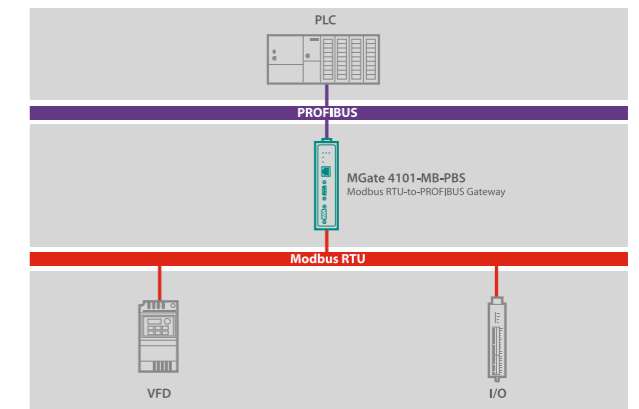 PLC
PROFIBUS
MGate 4101-MB-PBS
Modbus RTU-to-PROFIBUS Gateway
Modbus RTU
VFD
I/O